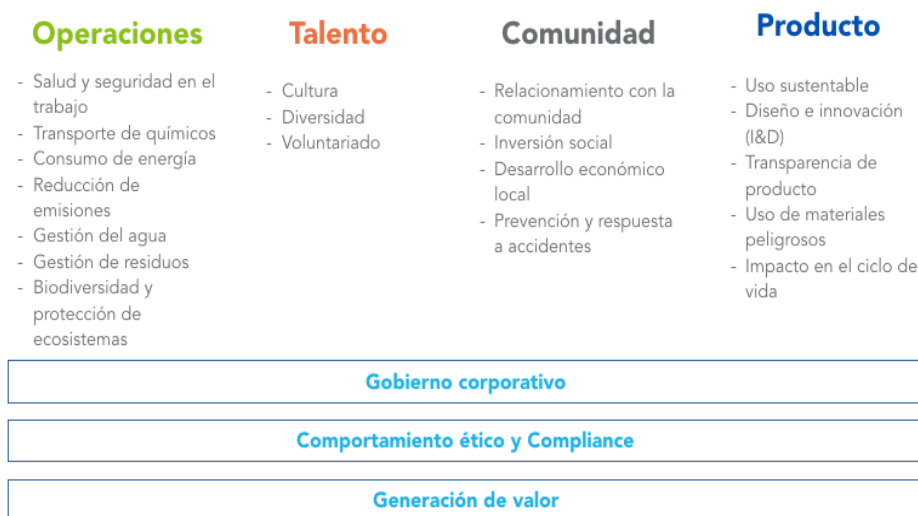 Operaciones
- Salud y seguridad en el
trabajo
- Transporte de químicos
- Consumo de energía
- Reducción de
emisiones
- Gestión del agua
- Gestión de residuos
- Biodiversidad y
protección de
ecosistemas
Talento
- Cultura
- Diversidad
- Voluntariado
Comunidad
- Relacionamiento con la
comunidad
- Inversión social
- Desarrollo económico
local
- Prevención y respuesta
a accidentes
Producto
- Uso sustentable
- Diseño e innovación
(I&D)
- Transparencia de
producto
- Uso de materiales
peligrosos
- Impacto en el ciclo de
vida
Gobierno corporativo
Comportamiento ético y Compliance
Generación de valor